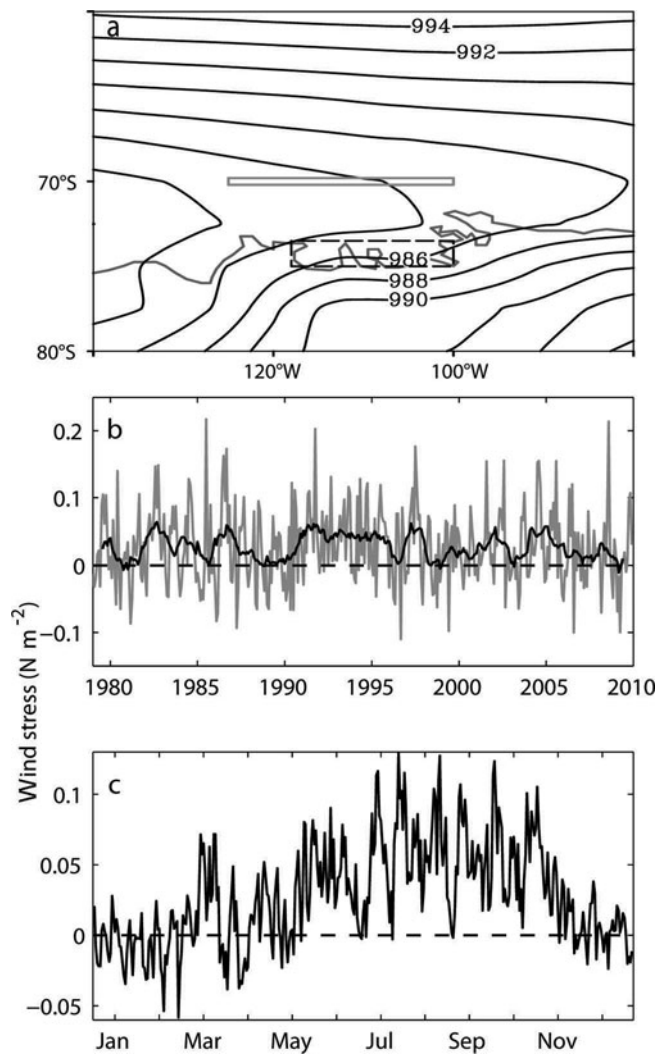 a
994
992
70°S
986
988
990
80°S
120°W
100°W
b
0.2
0.1
0
−0.1
1980 1985 1990 1995 2000 2005 2010
Wind stress (N m -2)
c
0.1
0.05
0
−0.05
Jan Mar May Jul Sep Nov